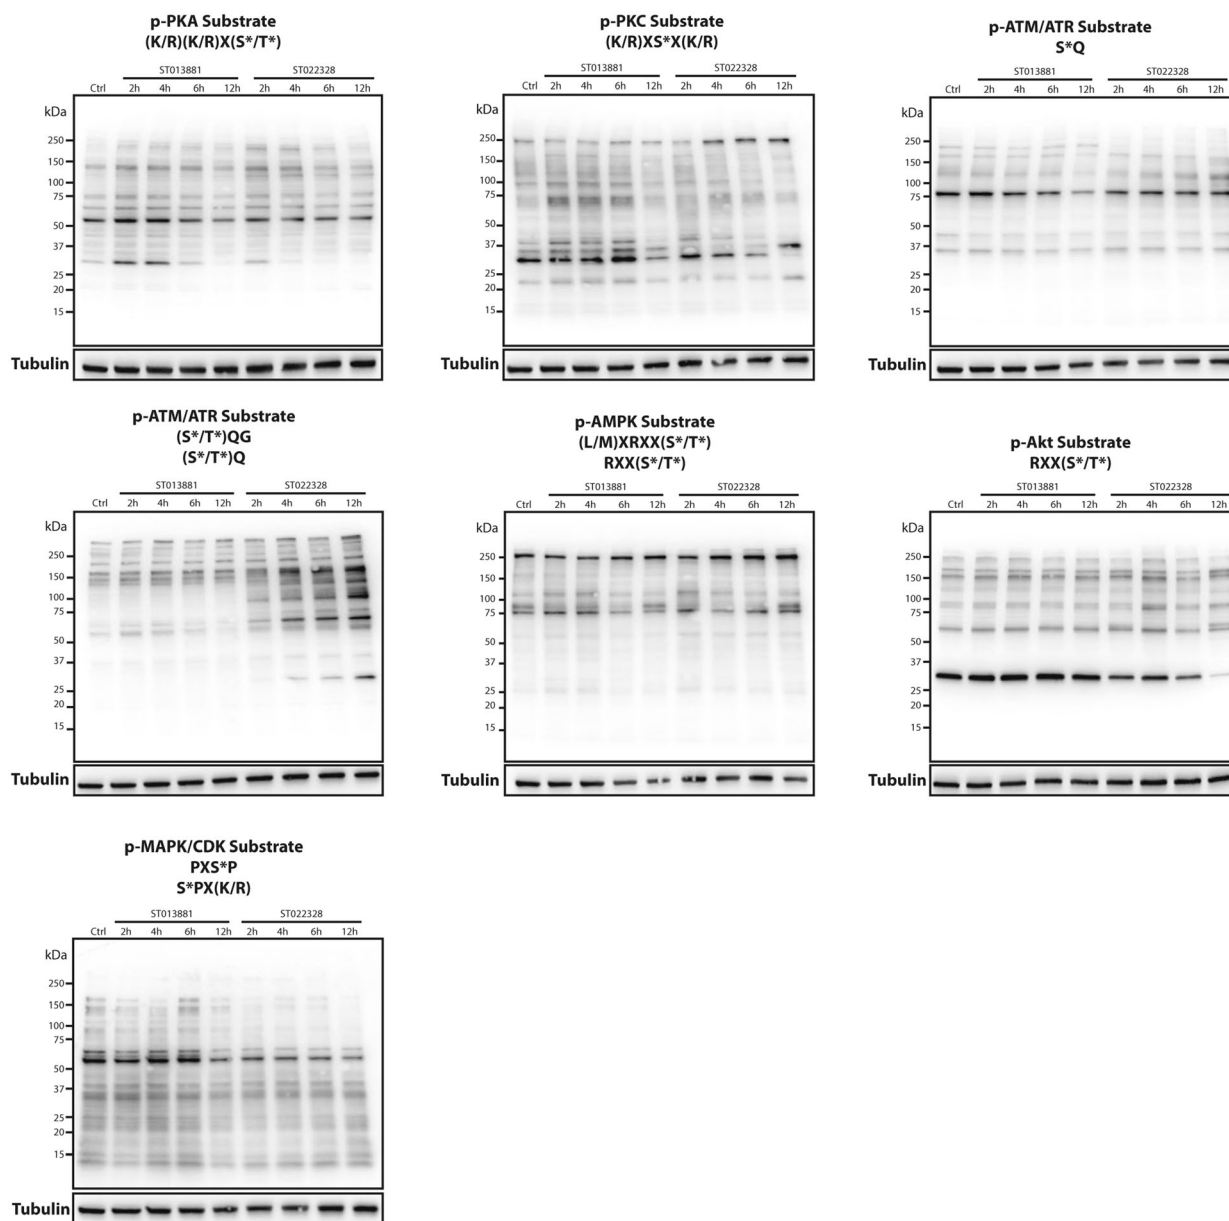 p-PKA Substrate
(K/R)(K/R)X(S*/T*)
ST013881 ST022328
Ctrl 2h 4h 6h 12h 2h 4h 6h 12h
kDa
250
150
100
75
50
37
25
20
15
Tubulin
p-PKC Substrate
(K/R)XS*X(K/R)
ST013881 ST022328
Ctrl 2h 4h 6h 12h 2h 4h 6h 12h
kDa
250
150
100
75
50
37
25
20
15
Tubulin
p-ATM/ATR Substrate
S*Q
ST013881 ST022328
Ctrl 2h 4h 6h 12h 2h 4h 6h 12h
kDa
250
150
100
75
50
37
25
20
15
Tubulin
p-ATM/ATR Substrate
(S*/T*)QG
(S*/T*)Q
ST013881 ST022328
Ctrl 2h 4h 6h 12h 2h 4h 6h 12h
kDa
250
150
100
75
50
37
25
20
15
Tubulin
p-AMPK Substrate
(L/M)XRXX(S*/T*)
RXX(S*/T*)
ST013881 ST022328
Ctrl 2h 4h 6h 12h 2h 4h 6h 12h
kDa
250
150
100
75
50
37
25
20
15
Tubulin
p-Akt Substrate
RXX(S*/T*)
ST013881 ST022328
Ctrl 2h 4h 6h 12h 2h 4h 6h 12h
kDa
250
150
100
75
50
37
25
20
15
Tubulin
p-MAPK/CDK Substrate
PXS*P
S*PX(K/R)
ST013881 ST022328
Ctrl 2h 4h 6h 12h 2h 4h 6h 12h
kDa
250
150
100
75
50
37
25
20
15
Tubulin